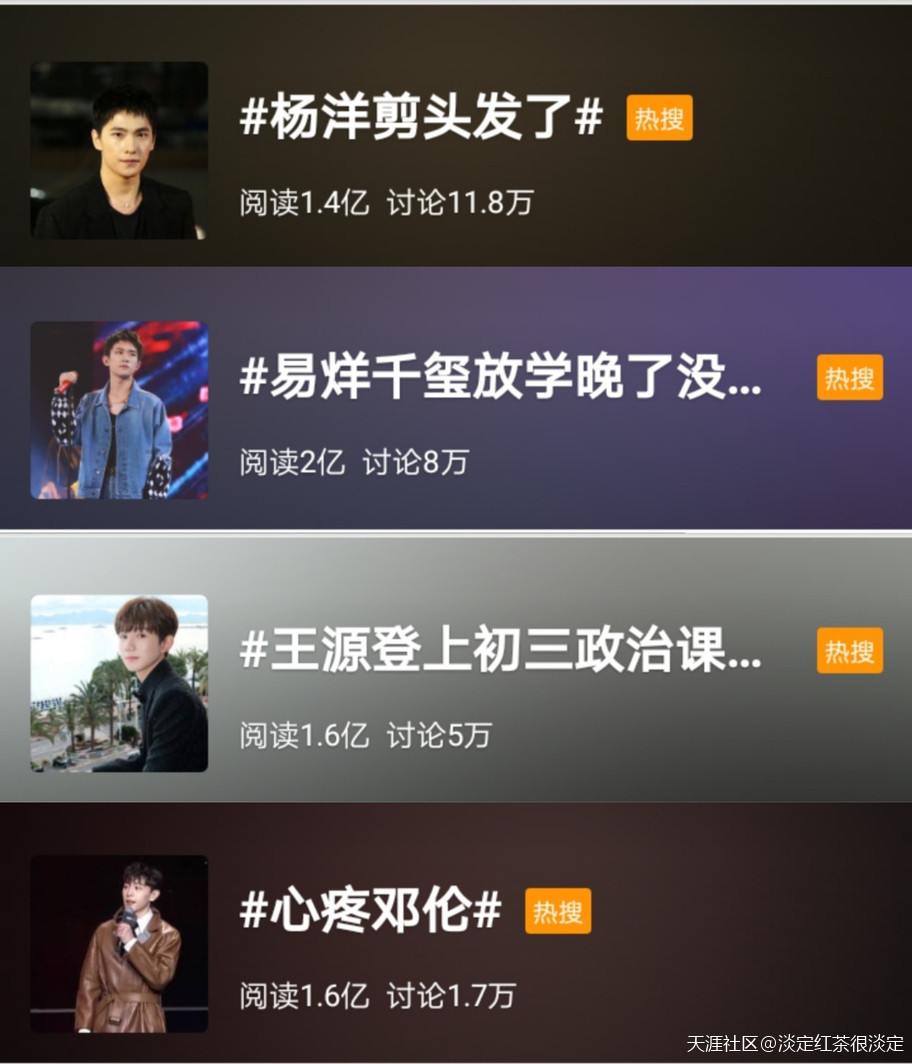 #杨洋剪头发了# 热搜
阅读1.4亿 讨论11.8万
#易烊千玺放学晚了没... 热搜
阅读2亿 讨论8万
#王源登上初三政治课... 热搜
阅读1.6亿 讨论5万
#心疼邓伦# 热搜
阅读1.6亿 讨论1.7万
天涯社区@淡定红茶很淡定